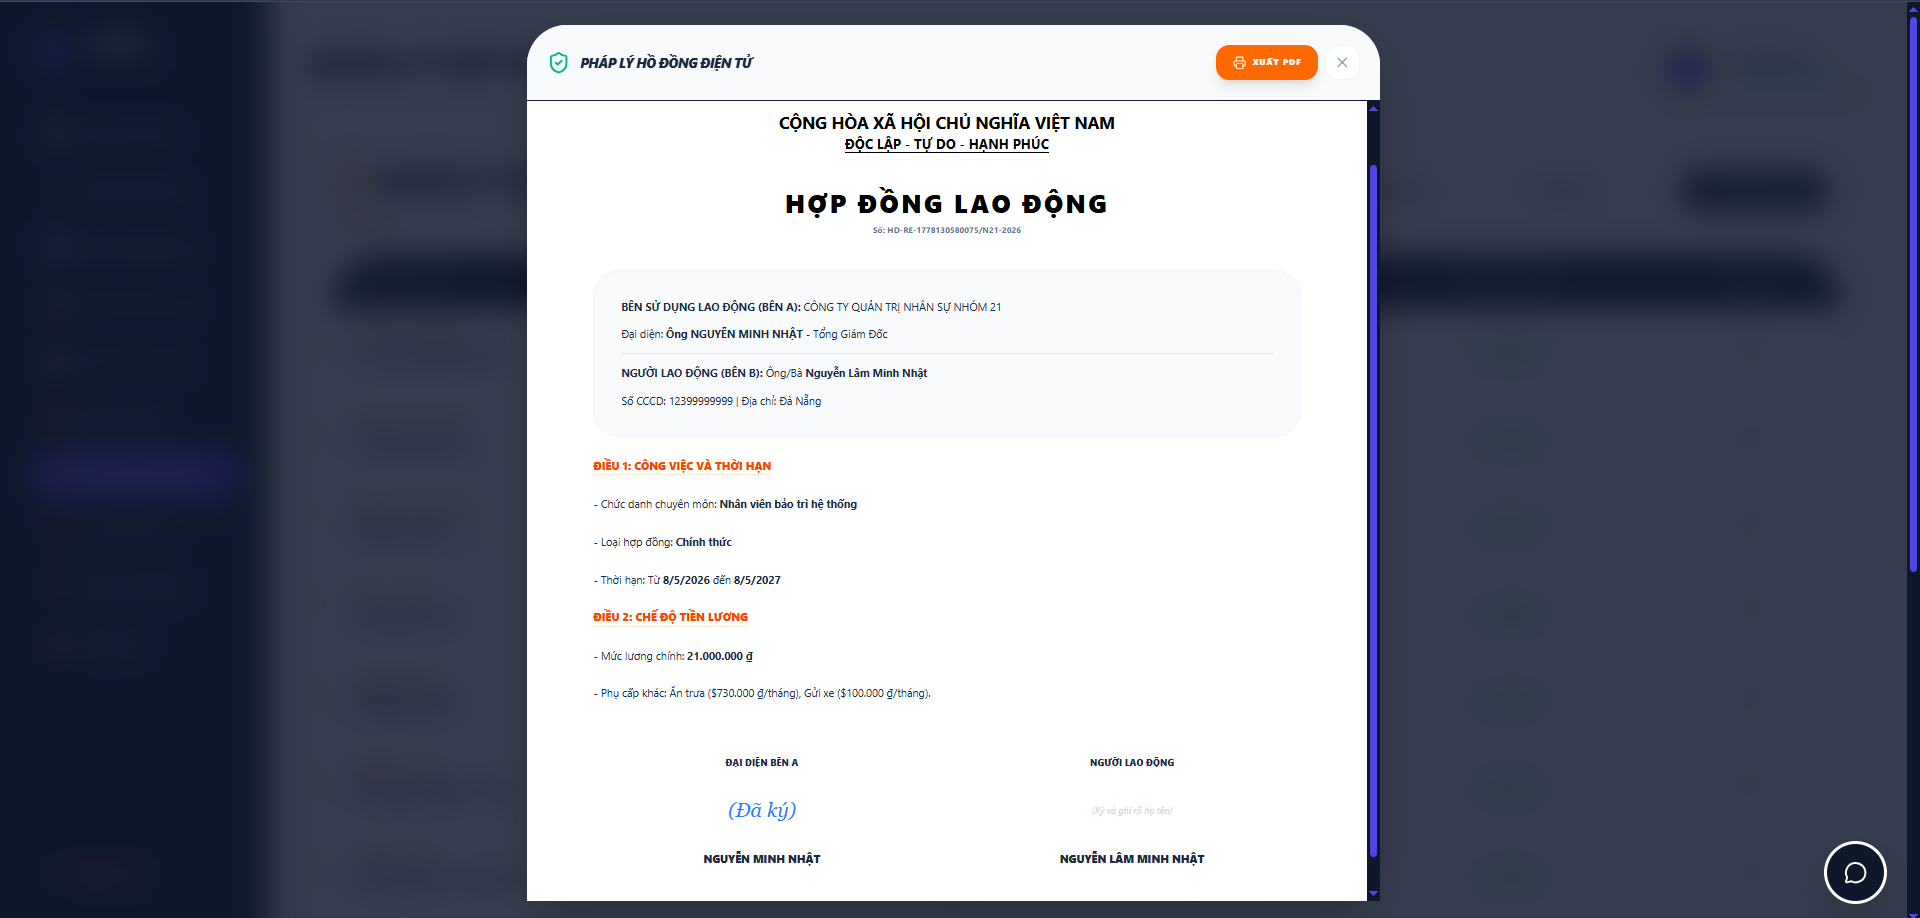 PHÁP LÝ HỒ ĐỒNG ĐIỆN TỬ
XUẤT PDF
CỘNG HÒA XÃ HỘI CHỦ NGHĨA VIỆT NAM
ĐỘC LẬP - TỰ DO - HẠNH PHÚC
HỢP ĐỒNG LAO ĐỘNG
Số: HD-RE-1778130580075/N21-2026
BÊN SỬ DỤNG LAO ĐỘNG (BÊN A): CÔNG TY QUẢN TRỊ NHÂN SỰ NHÓM 21
Đại diện: Ông NGUYỄN MINH NHẬT - Tổng Giám Đốc
NGƯỜI LAO ĐỘNG (BÊN B): Ông/Bà Nguyễn Lâm Minh Nhật
Số CCCD: 12399999999 | Địa chỉ: Đà Nẵng
ĐIỀU 1: CÔNG VIỆC VÀ THỜI HẠN
- Chức danh chuyên môn: Nhân viên bảo trì hệ thống
- Loại hợp đồng: Chính thức
- Thời hạn: Từ 8/5/2026 đến 8/5/2027
ĐIỀU 2: CHẾ ĐỘ TIỀN LƯƠNG
- Mức lương chính: 21.000.000 ₫
- Phụ cấp khác: Ăn trưa ($730.000 ₫/tháng), Gửi xe ($100.000 ₫/tháng).
ĐẠI DIỆN BÊN A
NGƯỜI LAO ĐỘNG
(Đã ký)
(Ký và ghi rõ họ tên)
NGUYỄN MINH NHẬT
NGUYỄN LÂM MINH NHẬT